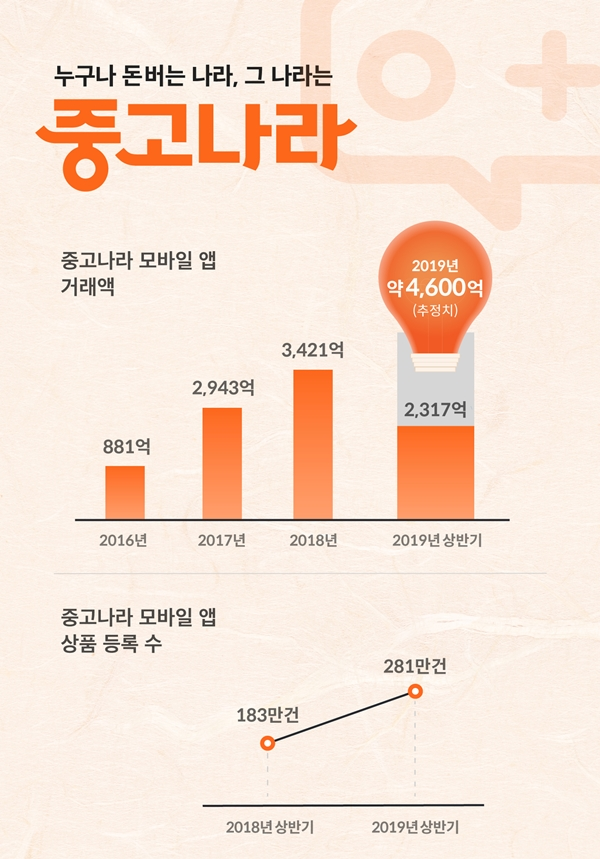 누구나 돈버는 나라, 그 나라는
중고나라
중고나라 모바일 앱
거래액
2019년
약4,600억
(추정치)
3,421억
2,943억
2,317억
881억
2016년
2017년
2018년
2019년 상반기
중고나라 모바일 앱
상품 등록 수
281만건
183만건
2018년 상반기
2019년 상반기